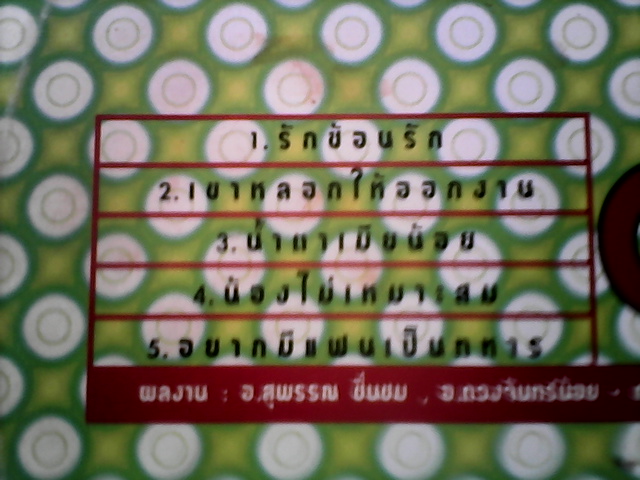 1. รักซ้อนรัก
2. เขาหลอกให้ออกงาน
3. น้ำตาเมียน้อย
4. น้องไม่เหมาะสม
5. อยากมีแฟนเป็นทหาร
ผลงาน : อ.สุพรรณ ชื่นชม , อ.ดวงจันทร์น้อย -